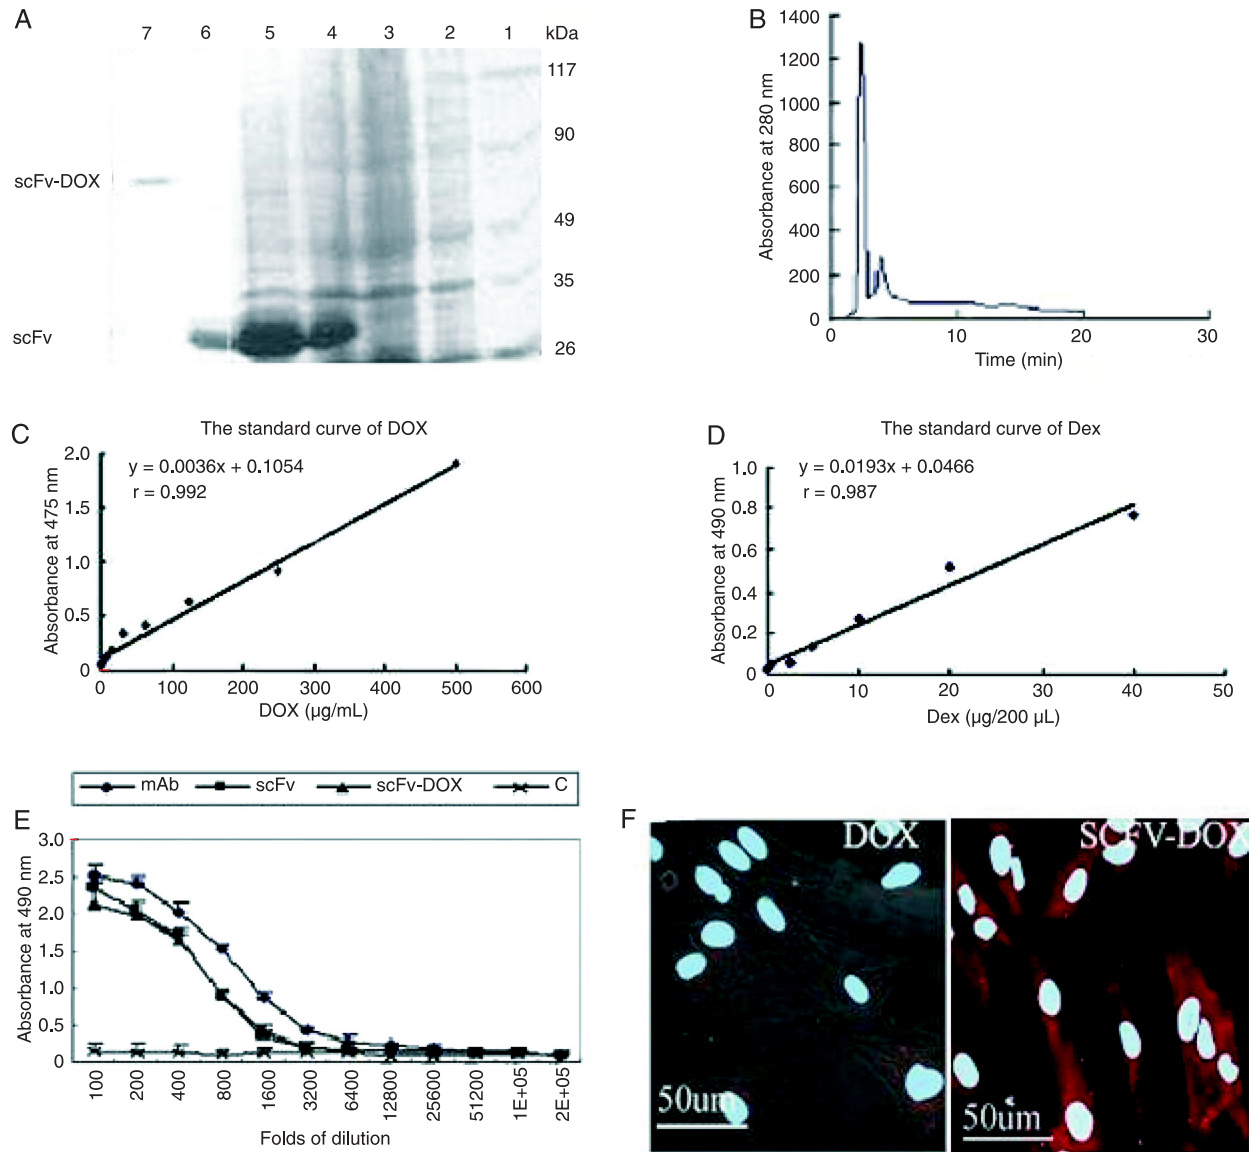 A
7 6 5 4 3 2 1 kDa
117
90
scFv-DOX
49
35
scFv
26
B
1400
1200
1000
800
600
400
200
0
Absorbance at 280 nm
0 10 20 30
Time (min)
C
The standard curve of DOX
y = 0.0036x + 0.1054
r = 0.992
2.0
1.5
1.0
0.5
0
Absorbance at 475 nm
0 100 200 300 400 500 600
DOX (µg/mL)
D
The standard curve of Dex
y = 0.0193x + 0.0466
r = 0.987
1.0
0.8
0.6
0.4
0.2
0
Absorbance at 490 nm
0 10 20 30 40 50
Dex (µg/200 µL)
mAb scFv scFv-DOX C
E
3.0
2.5
2.0
1.5
1.0
0.5
0
Absorbance at 490 nm
100 200 400 800 1600 3200 6400 12800 25600 51200 1E+05 2E+05
Folds of dilution
F
DOX
50um
SCFV-DOX
50um